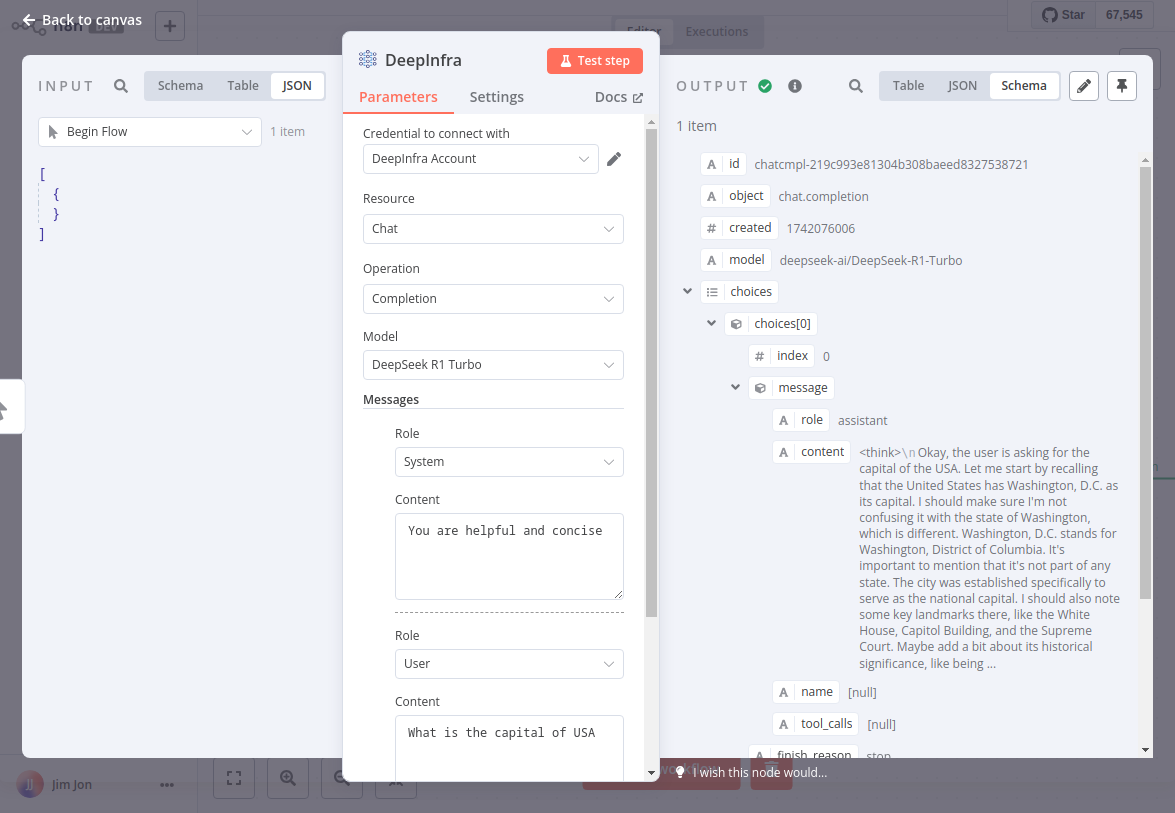 Back to canvas
n8n
DEV
Editor
Executions
Star
67,545
INPUT
Schema
Table
JSON
Begin Flow
1 item
[
{
}
]
DeepInfra
Test step
Parameters
Settings
Docs
Credential to connect with
DeepInfra Account
Resource
Chat
Operation
Completion
Model
DeepSeek R1 Turbo
Messages
Role
System
Content
You are helpful and concise
Role
User
Content
What is the capital of USA
OUTPUT
Table
JSON
Schema
1 item
A id chatcmpl-219c993e81304b308baeed8327538721
A object chat.completion
# created 1742076006
A model deepseek-ai/DeepSeek-R1-Turbo
choices
choices[0]
# index 0
message
A role assistant
A content <think>\n Okay, the user is asking for the
capital of the USA. Let me start by recalling
that the United States has Washington, D.C. as
its capital. I should make sure I'm not
confusing it with the state of Washington,
which is different. Washington, D.C. stands for
Washington, District of Columbia. It's
important to mention that it's not part of any
state. The city was established specifically to
serve as the national capital. I should also note
some key landmarks there, like the White
House, Capitol Building, and the Supreme
Court. Maybe add a bit about its historical
significance, like being ...
A name [null]
A tool_calls [null]
A finish_reason stop
I wish this node would...
JJ
Jim Jon
workflow